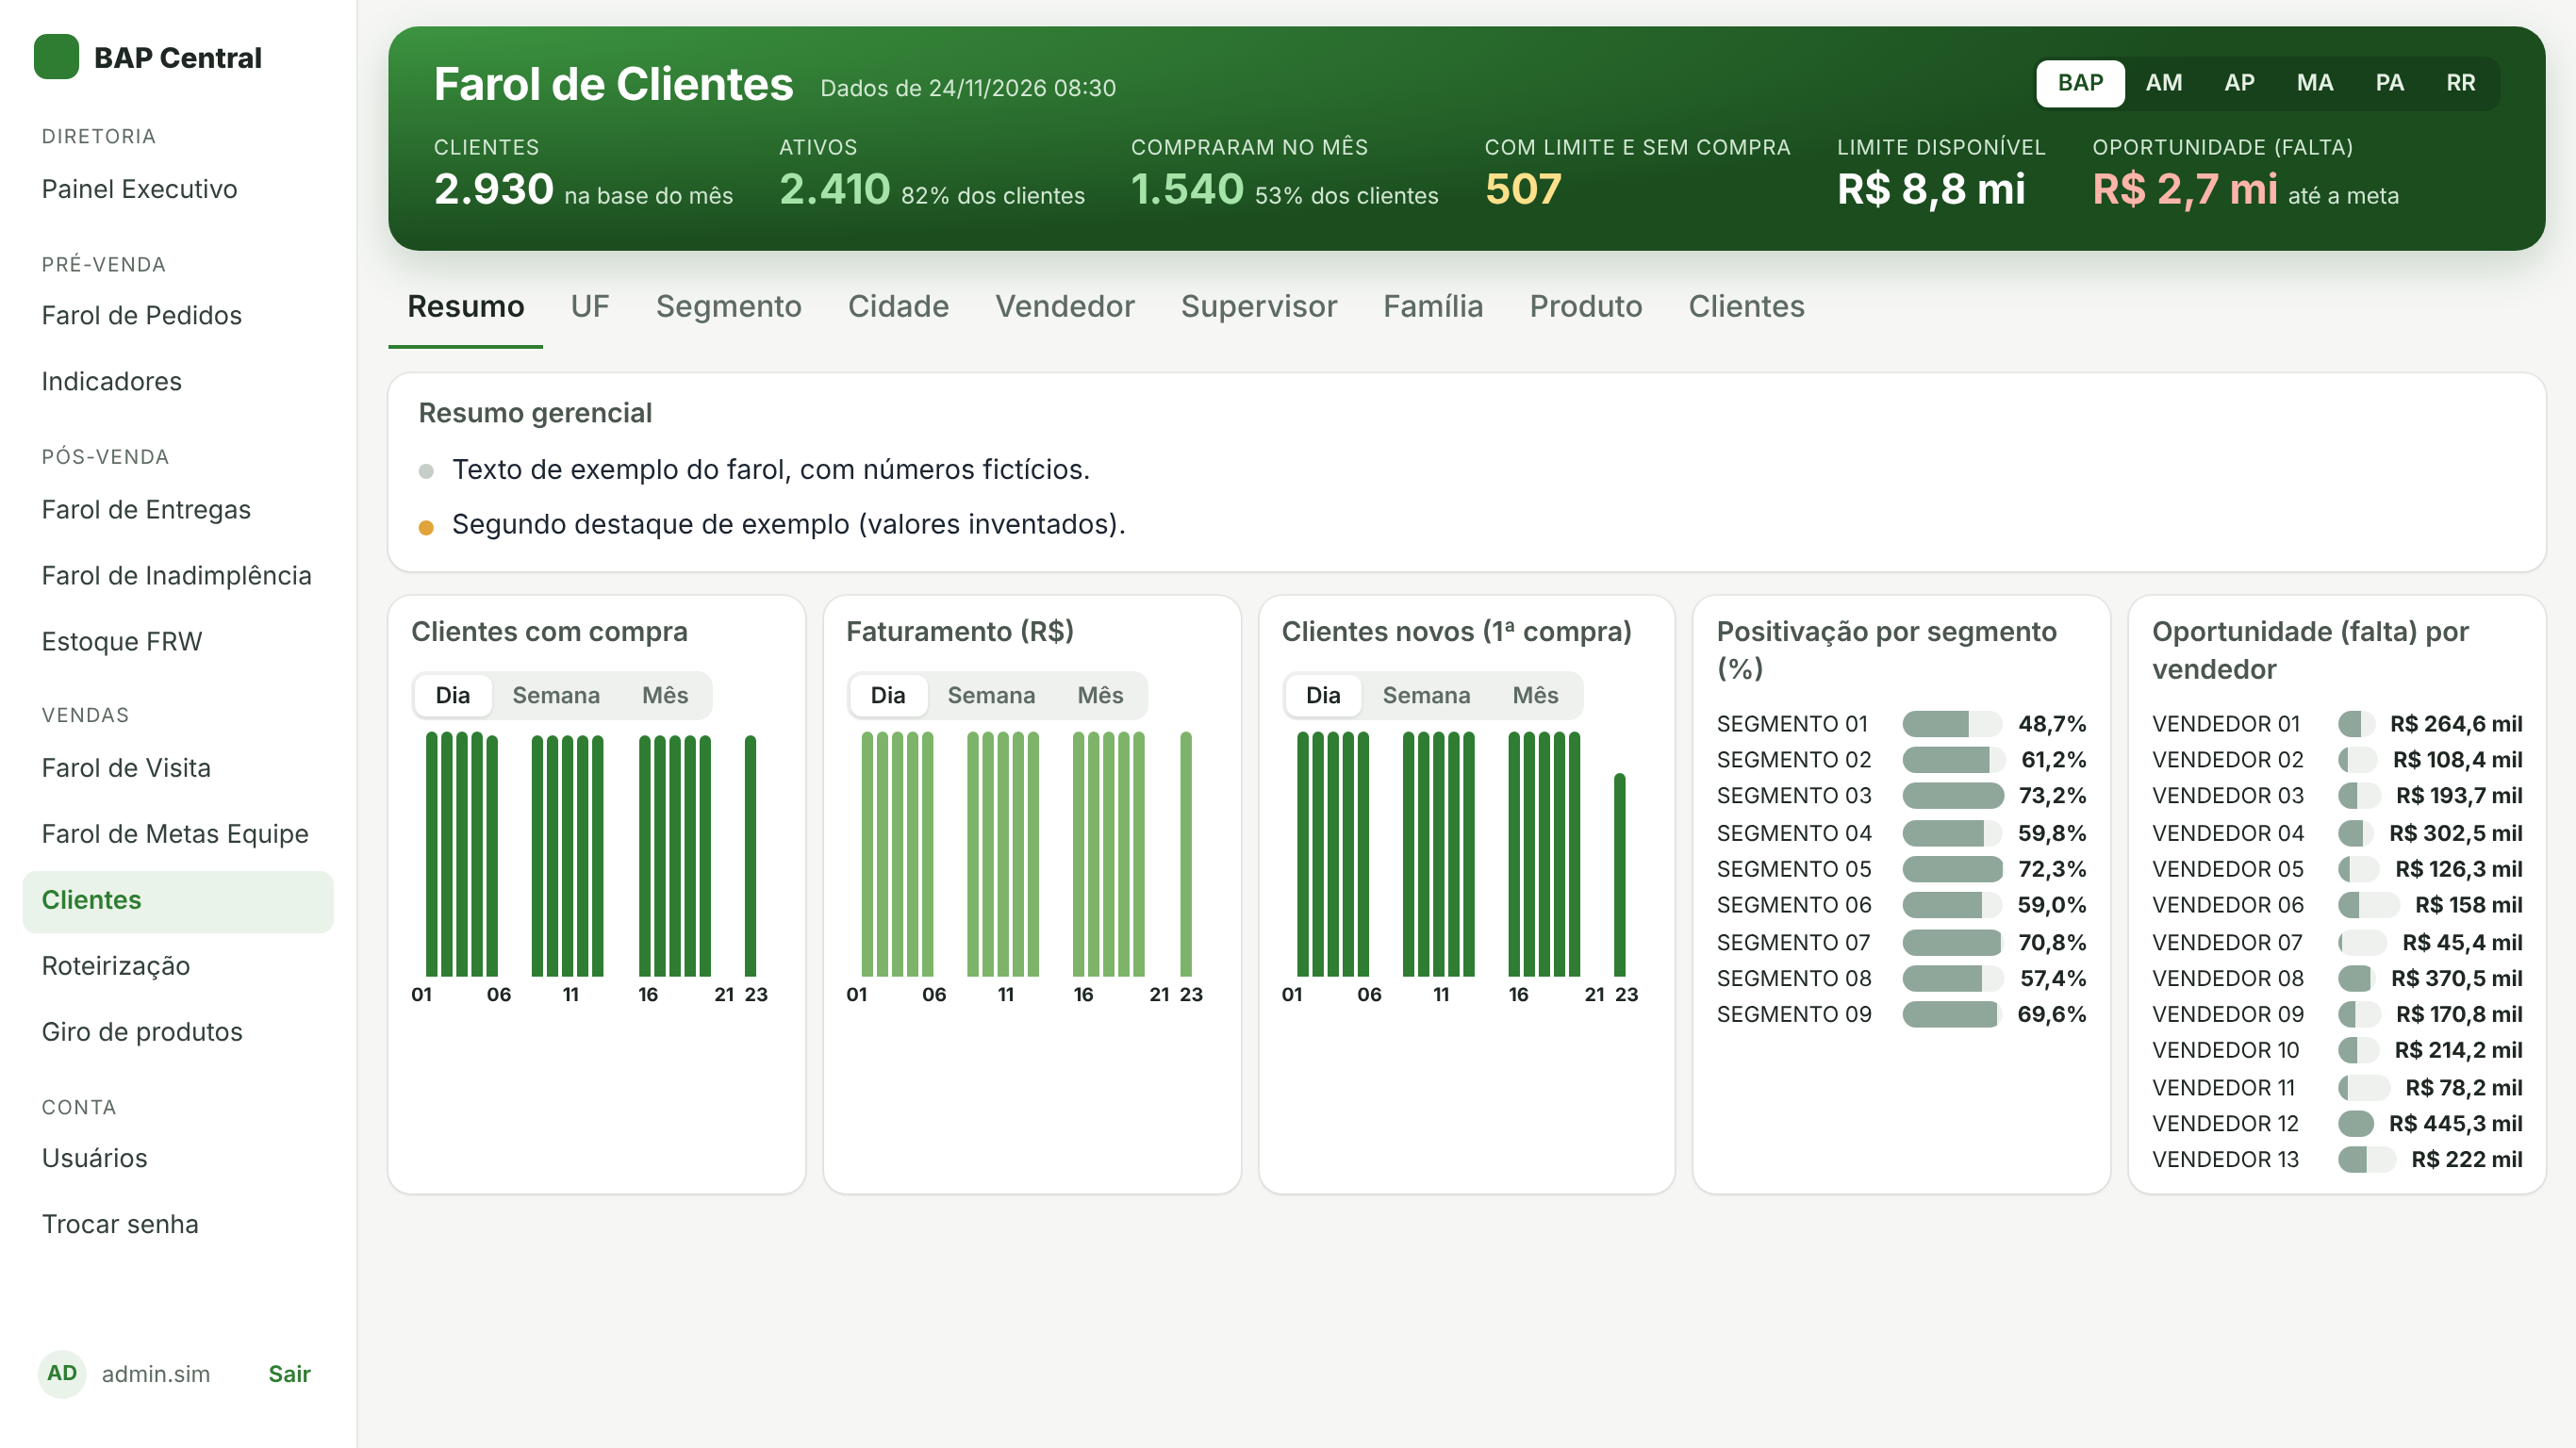 BAP Central
DIRETORIA
Painel Executivo
PRÉ-VENDA
Farol de Pedidos
Indicadores
PÓS-VENDA
Farol de Entregas
Farol de Inadimplência
Estoque FRW
VENDAS
Farol de Visita
Farol de Metas Equipe
Clientes
Roteirização
Giro de produtos
CONTA
Usuários
Trocar senha
AD admin.sim Sair
Farol de Clientes Dados de 24/11/2026 08:30
BAP AM AP MA PA RR
CLIENTES
2.930 na base do mês
ATIVOS
2.410 82% dos clientes
COMPRARAM NO MÊS
1.540 53% dos clientes
COM LIMITE E SEM COMPRA
507
LIMITE DISPONÍVEL
R$ 8,8 mi
OPORTUNIDADE (FALTA)
R$ 2,7 mi até a meta
Resumo UF Segmento Cidade Vendedor Supervisor Família Produto Clientes
Resumo gerencial
Texto de exemplo do farol, com números fictícios.
Segundo destaque de exemplo (valores inventados).
Clientes com compra
Dia Semana Mês
01 06 11 16 21 23
Faturamento (R$)
Dia Semana Mês
01 06 11 16 21 23
Clientes novos (1ª compra)
Dia Semana Mês
01 06 11 16 21 23
Positivação por segmento
(%)
SEGMENTO 01 48,7%
SEGMENTO 02 61,2%
SEGMENTO 03 73,2%
SEGMENTO 04 59,8%
SEGMENTO 05 72,3%
SEGMENTO 06 59,0%
SEGMENTO 07 70,8%
SEGMENTO 08 57,4%
SEGMENTO 09 69,6%
Oportunidade (falta) por
vendedor
VENDEDOR 01 R$ 264,6 mil
VENDEDOR 02 R$ 108,4 mil
VENDEDOR 03 R$ 193,7 mil
VENDEDOR 04 R$ 302,5 mil
VENDEDOR 05 R$ 126,3 mil
VENDEDOR 06 R$ 158 mil
VENDEDOR 07 R$ 45,4 mil
VENDEDOR 08 R$ 370,5 mil
VENDEDOR 09 R$ 170,8 mil
VENDEDOR 10 R$ 214,2 mil
VENDEDOR 11 R$ 78,2 mil
VENDEDOR 12 R$ 445,3 mil
VENDEDOR 13 R$ 222 mil